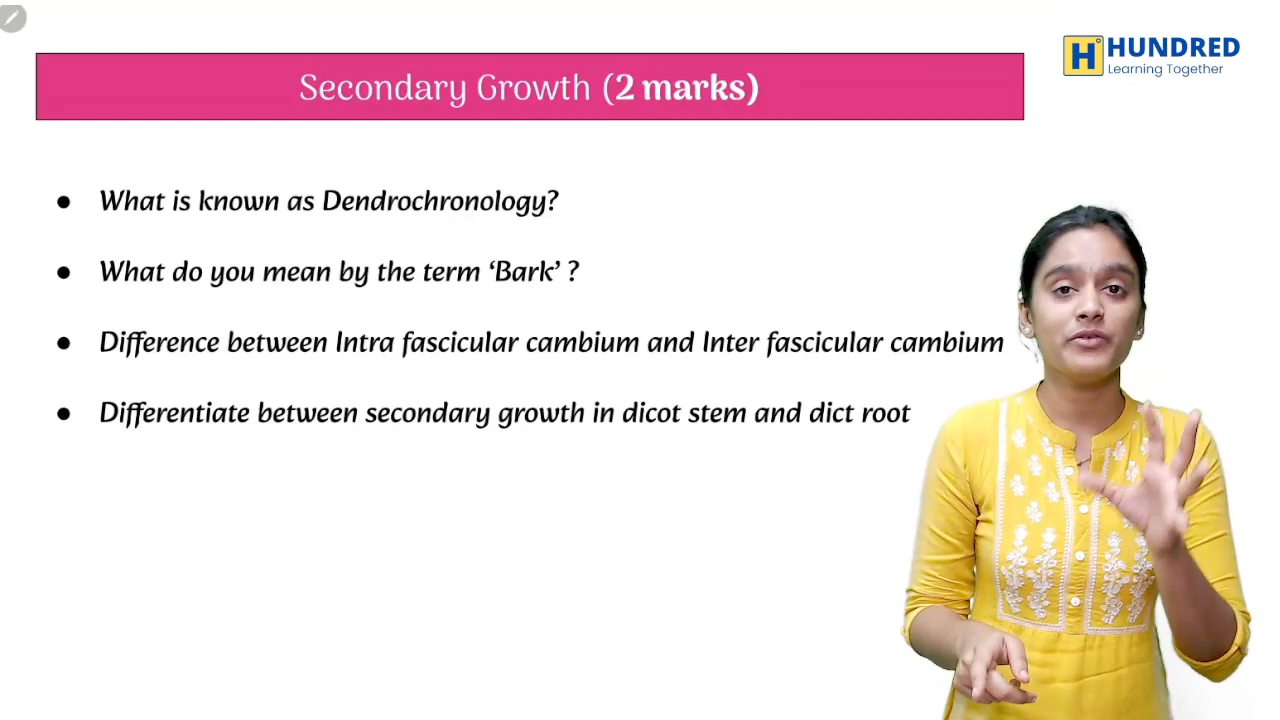 HUNDRED
Learning Together
Secondary Growth (2 marks)
What is known as Dendrochronology?
What do you mean by the term ‘Bark’ ?
Difference between Intra fascicular cambium and Inter fascicular cambium
Differentiate between secondary growth in dicot stem and dict root